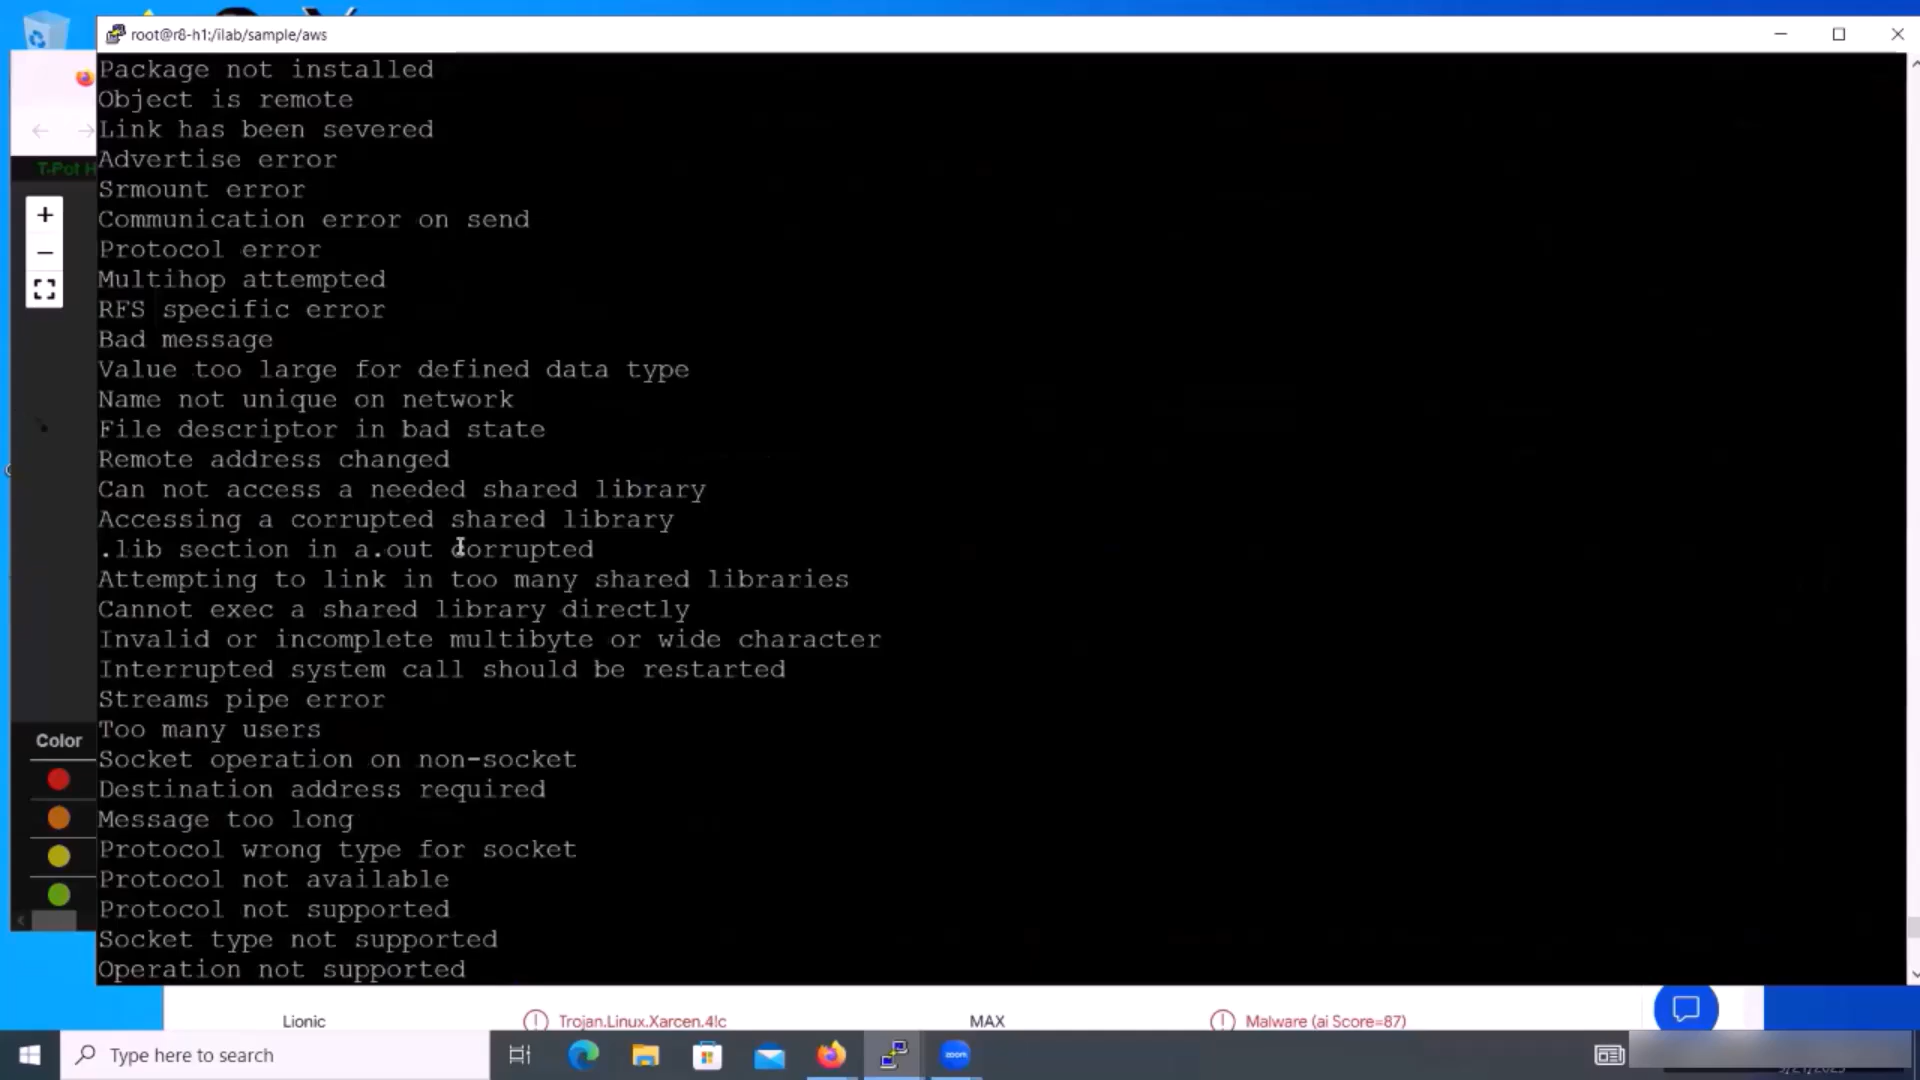 root@r8-h1:/ilab/sample/aws
Package not installed
Object is remote
Link has been severed
Advertise error
T-Pot H
Srmount error
Communication error on send
Protocol error
Multihop attempted
RFS specific error
Bad message
Value too large for defined data type
Name not unique on network
File descriptor in bad state
Remote address changed
Can not access a needed shared library
Accessing a corrupted shared library
.lib section in a.out corrupted
Attempting to link in too many shared libraries
Cannot exec a shared library directly
Invalid or incomplete multibyte or wide character
Interrupted system call should be restarted
Streams pipe error
Too many users
Color
Socket operation on non-socket
Destination address required
Message too long
Protocol wrong type for socket
Protocol not available
Protocol not supported
Socket type not supported
Operation not supported
Lionic
Trojan.Linux.Xarcen.4!c
MAX
Malware (ai Score=87)
Type here to search
zoom